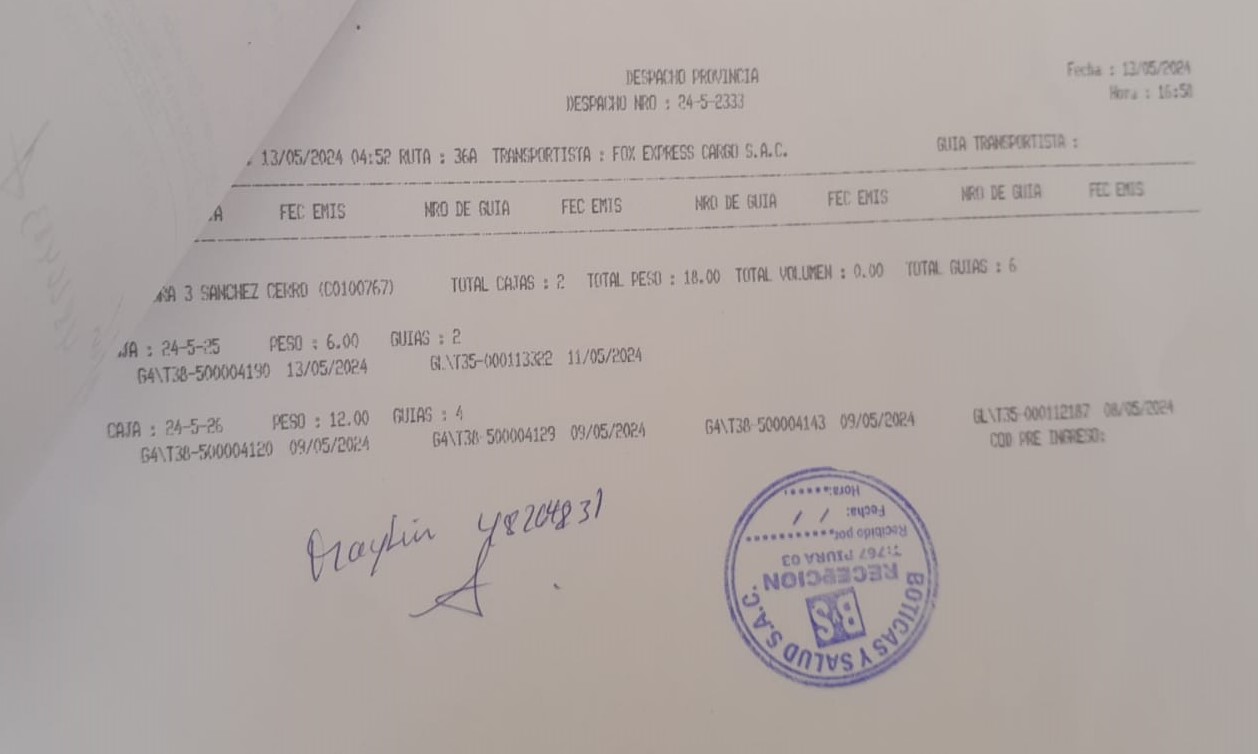 DESPACHO PROVINCIA
Fecha : 13/05/2024
DESPACHO NRO : 24-5-2333
Hora : 16:50
13/05/2024 04:52 RUTA : 36A TRANSPORTISTA : FOX EXPRESS CARGO S.A.C. GUIA TRANSPORTISTA :
.A FEC EMIS NRO DE GUIA FEC EMIS NRO DE GUIA FEC EMIS NRO DE GUIA FEC EMIS
RA 3 SANCHEZ CERRO (C0100767) TOTAL CAJAS : 2 TOTAL PESO : 18.00 TOTAL VOLUMEN : 0.00 TOTAL GUIAS : 6
JA : 24-5-25 PESO : 6.00 GUIAS : 2
G4\T38-500004190 13/05/2024 GL\T35-000113322 11/05/2024
CAJA : 24-5-26 PESO : 12.00 GUIAS : 4
G4\T38-500004120 09/05/2024 G4\T38-500004129 09/05/2024 G4\T38-500004143 09/05/2024 GL\T35-000112187 08/05/2024
COD PRE INGRESO:
48204831
BOTICAS Y SALUD S.A.C.
B·S
RECEPCION
T:767 PIURA 03
Recibido por
Fecha: / /
Hora: